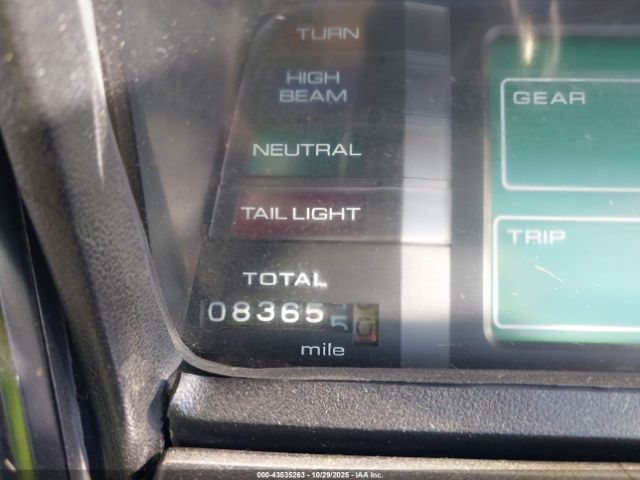 TURN
HIGH
BEAM
NEUTRAL
TAIL LIGHT
TOTAL
08365
mile
GEAR
TRIP
000-43535263 - 10/29/2025 - IAA Inc.